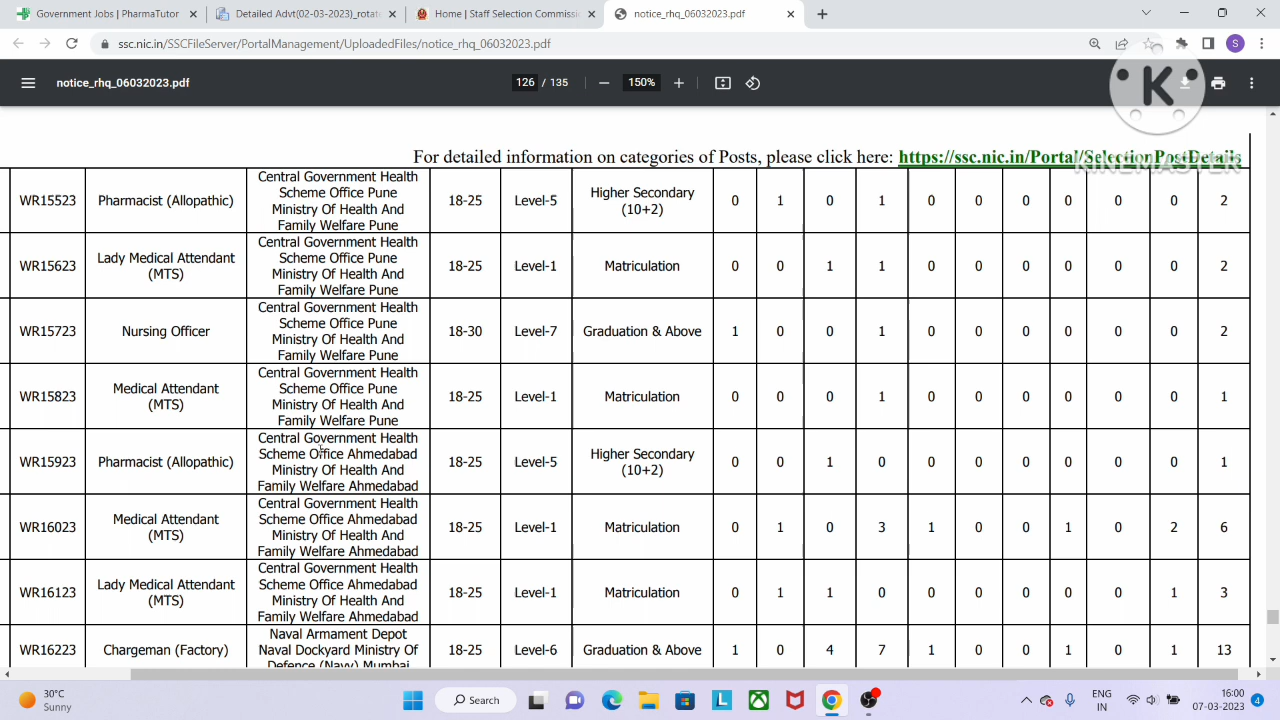 Government Jobs | PharmaTutor
Detailed Advt(02-03-2023)_rotate
Home | Staff Selection Commissi
notice_rhq_06032023.pdf
ssc.nic.in/SSCFileServer/PortalManagement/UploadedFiles/notice_rhq_06032023.pdf
S
notice_rhq_06032023.pdf
126 / 135
150%
K
KINEMASTER
For detailed information on categories of Posts, please click here: https://ssc.nic.in/Portal/SelectionPostDetails
WR15523 Pharmacist (Allopathic) Central Government Health 18-25 Level-5 Higher Secondary 0 1 0 1 0 0 0 0 0 0 2
Scheme Office Pune (10+2)
Ministry Of Health And
Family Welfare Pune
WR15623 Lady Medical Attendant Central Government Health 18-25 Level-1 Matriculation 0 0 1 1 0 0 0 0 0 0 2
(MTS) Scheme Office Pune
Ministry Of Health And
Family Welfare Pune
WR15723 Nursing Officer Central Government Health 18-30 Level-7 Graduation & Above 1 0 0 1 0 0 0 0 0 0 2
Scheme Office Pune
Ministry Of Health And
Family Welfare Pune
WR15823 Medical Attendant Central Government Health 18-25 Level-1 Matriculation 0 0 0 1 0 0 0 0 0 0 1
(MTS) Scheme Office Pune
Ministry Of Health And
Family Welfare Pune
WR15923 Pharmacist (Allopathic) Central Government Health 18-25 Level-5 Higher Secondary 0 0 1 0 0 0 0 0 0 0 1
Scheme Office Ahmedabad (10+2)
Ministry Of Health And
Family Welfare Ahmedabad
WR16023 Medical Attendant Central Government Health 18-25 Level-1 Matriculation 0 1 0 3 1 0 0 1 0 2 6
(MTS) Scheme Office Ahmedabad
Ministry Of Health And
Family Welfare Ahmedabad
WR16123 Lady Medical Attendant Central Government Health 18-25 Level-1 Matriculation 0 1 1 0 0 0 0 0 0 1 3
(MTS) Scheme Office Ahmedabad
Ministry Of Health And
Family Welfare Ahmedabad
WR16223 Chargeman (Factory) Naval Armament Depot 18-25 Level-6 Graduation & Above 1 0 4 7 1 0 0 1 0 1 13
Naval Dockyard Ministry Of
Defence (Navy) Mumbai
30°C
Sunny
Search
L
ENG
IN
16:00
07-03-2023
4